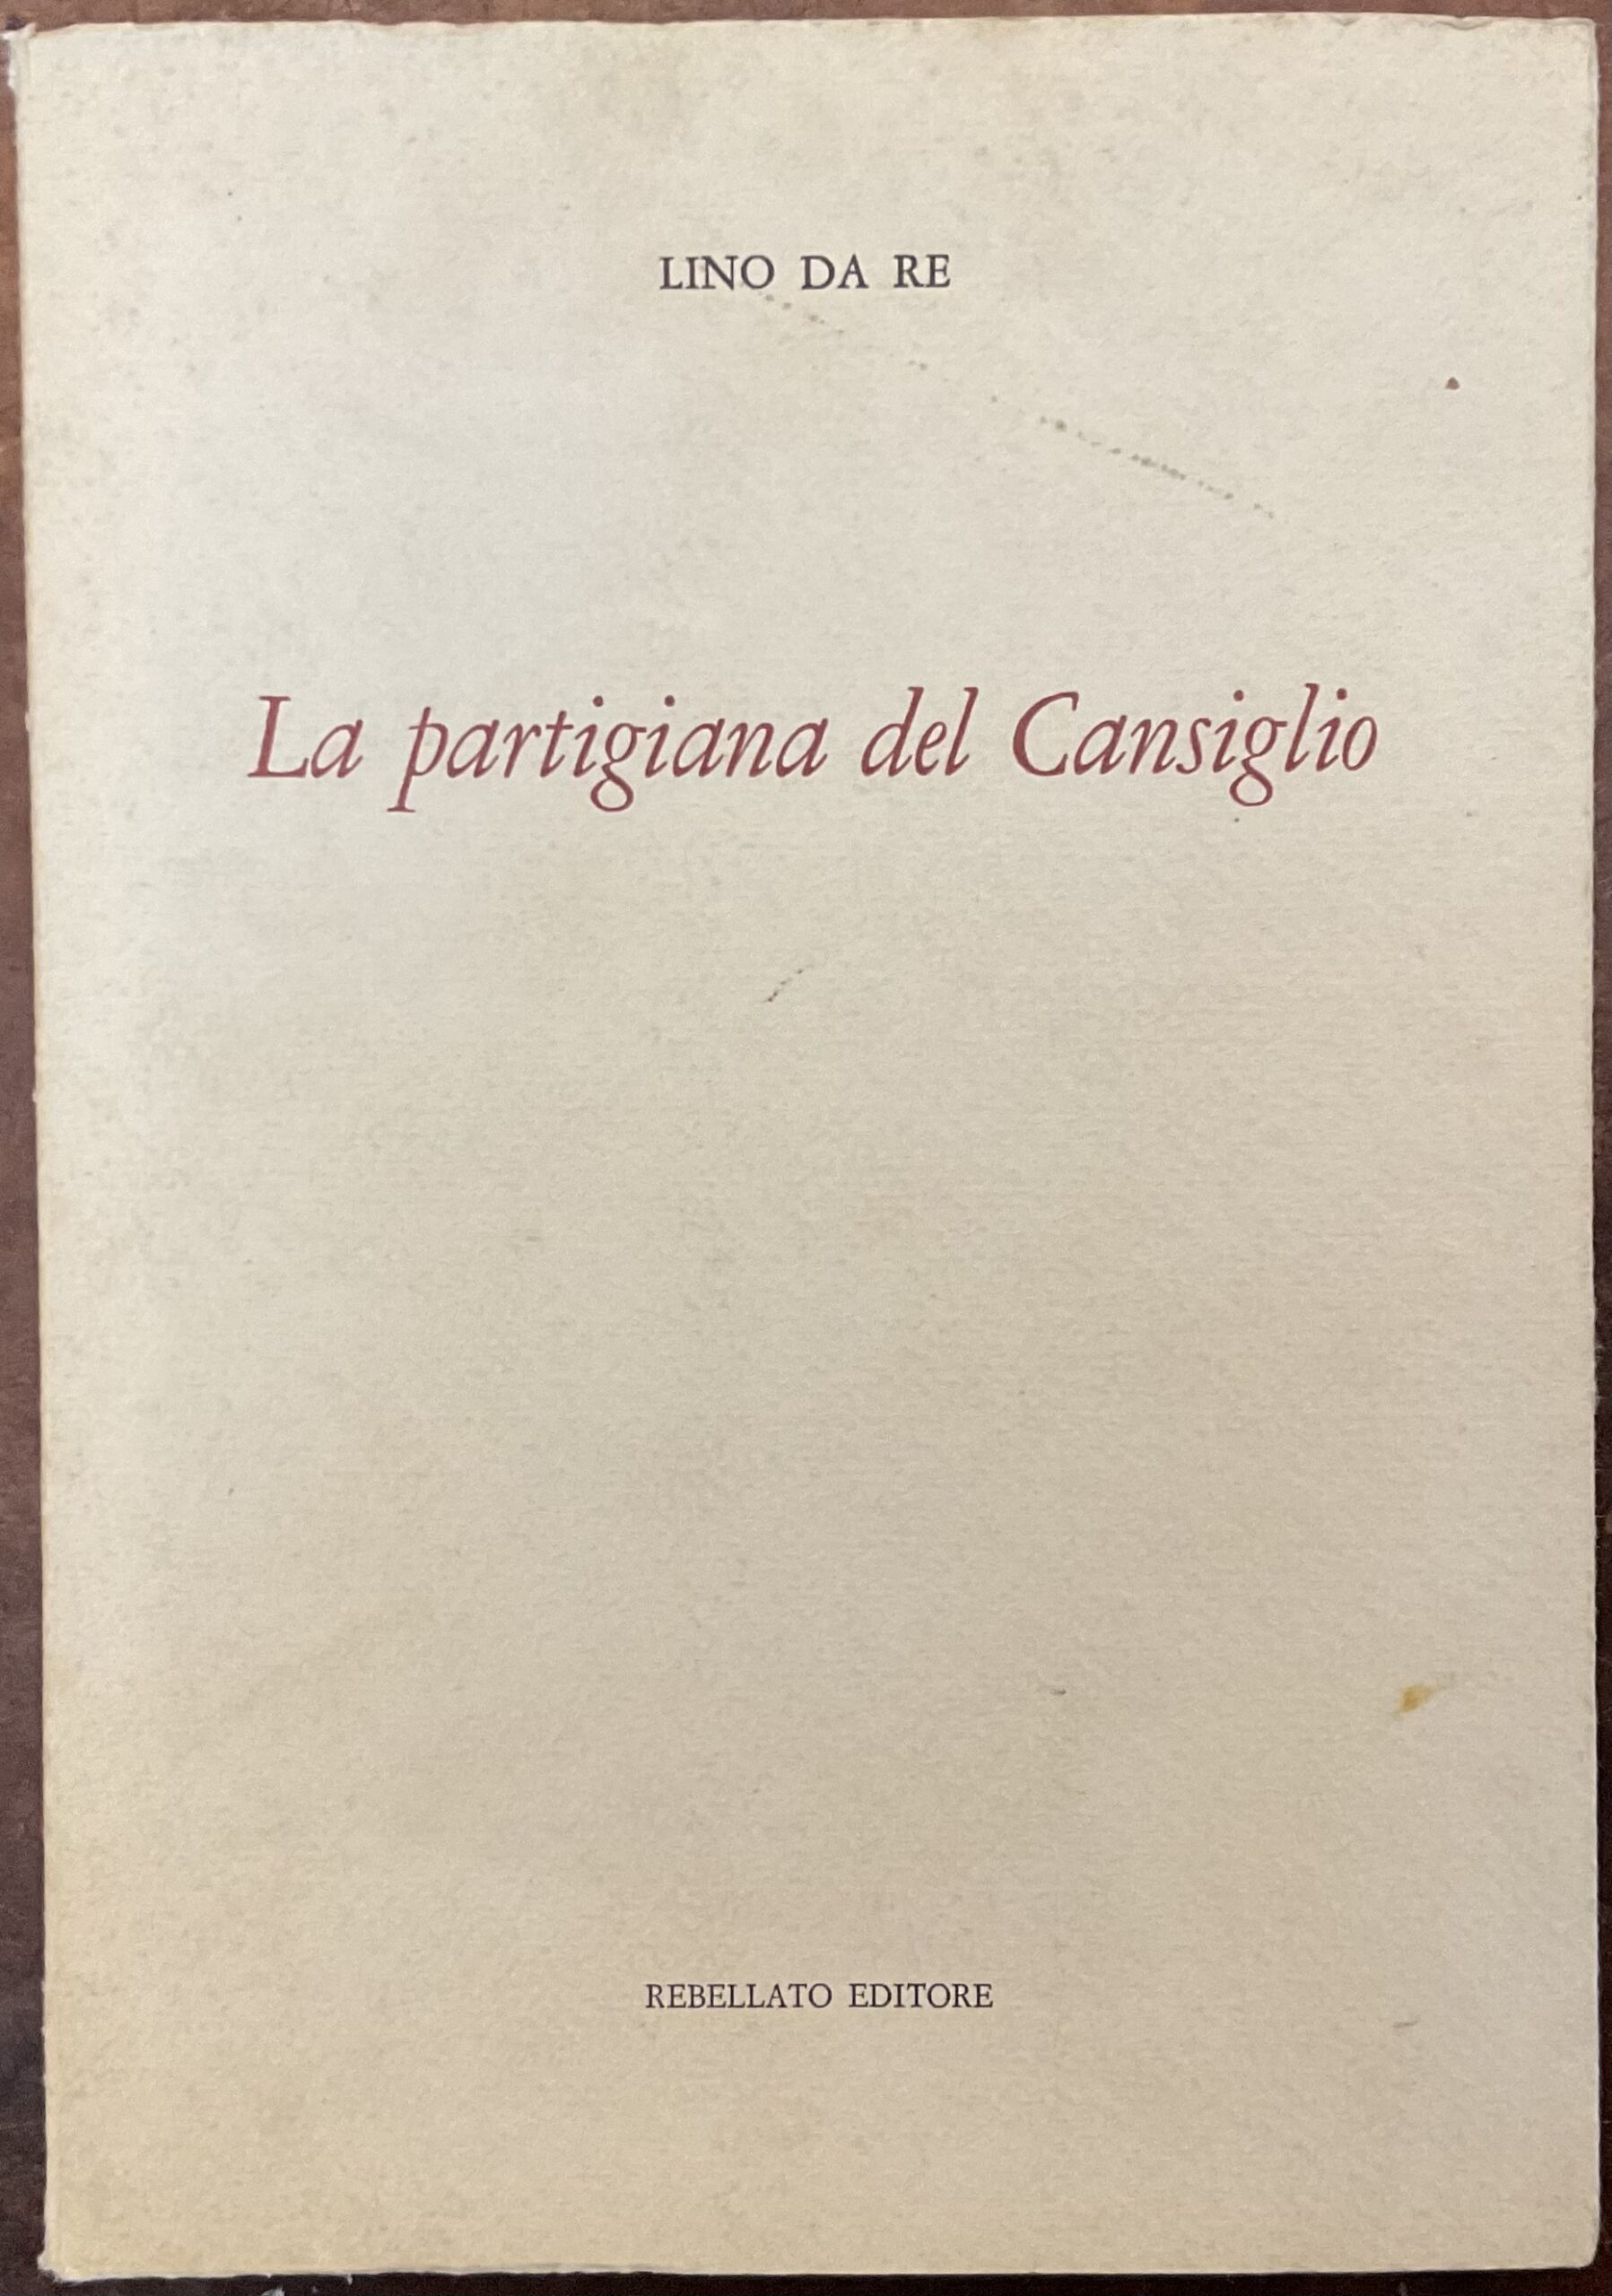 LINO DA RE
La partigiana del Cansiglio
REBELLATO EDITORE